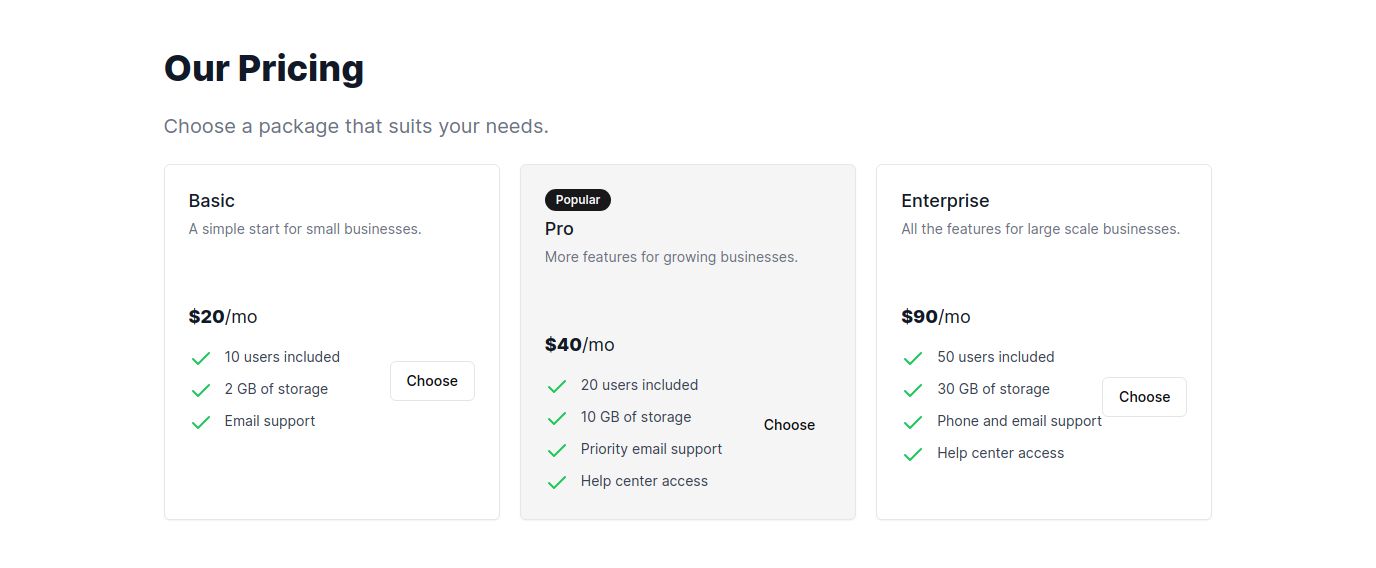 Our Pricing
Choose a package that suits your needs.
Basic
A simple start for small businesses.
$20/mo
10 users included
2 GB of storage
Email support
Choose
Popular
Pro
More features for growing businesses.
$40/mo
20 users included
10 GB of storage
Priority email support
Help center access
Choose
Enterprise
All the features for large scale businesses.
$90/mo
50 users included
30 GB of storage
Phone and email support
Help center access
Choose